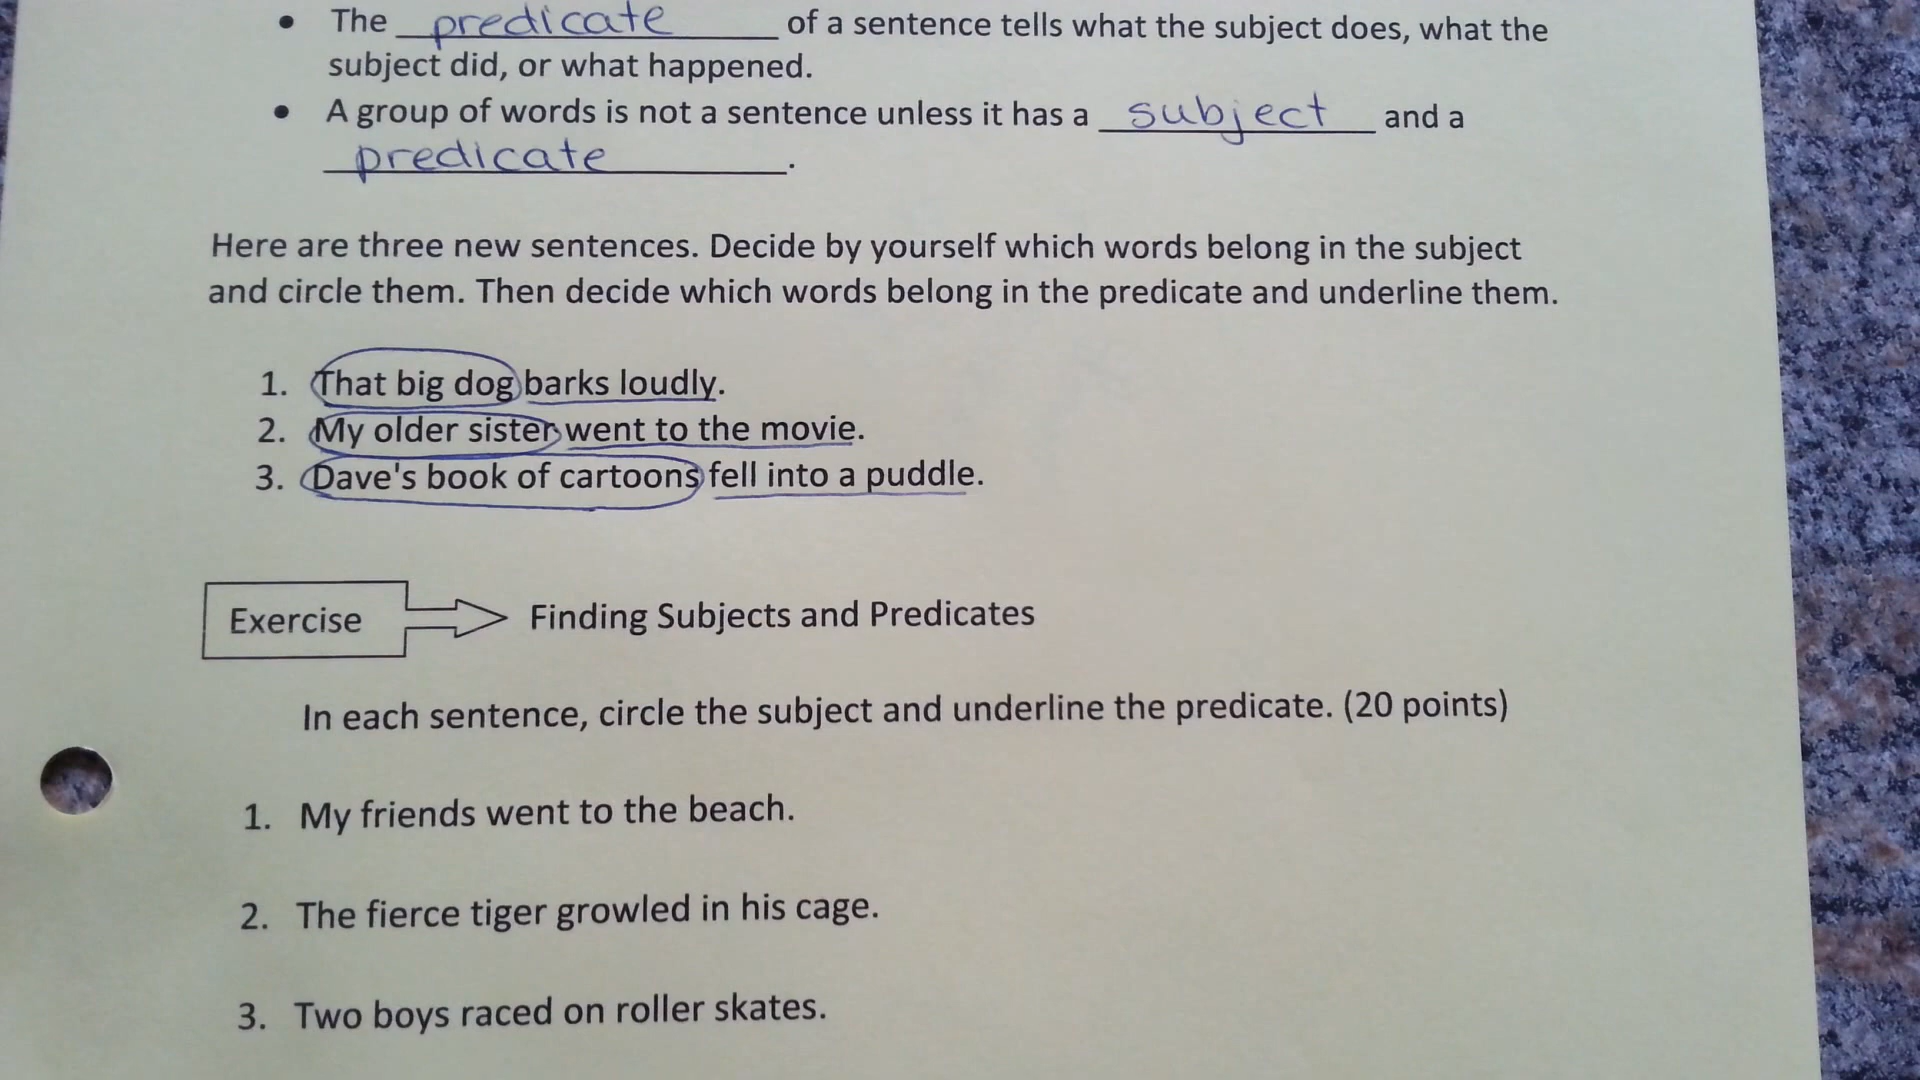 • The predicate of a sentence tells what the subject does, what the
subject did, or what happened.
• A group of words is not a sentence unless it has a subject and a
predicate.
Here are three new sentences. Decide by yourself which words belong in the subject
and circle them. Then decide which words belong in the predicate and underline them.
1. That big dog barks loudly.
2. My older sister went to the movie.
3. Dave's book of cartoons fell into a puddle.
Exercise Finding Subjects and Predicates
In each sentence, circle the subject and underline the predicate. (20 points)
1. My friends went to the beach.
2. The fierce tiger growled in his cage.
3. Two boys raced on roller skates.